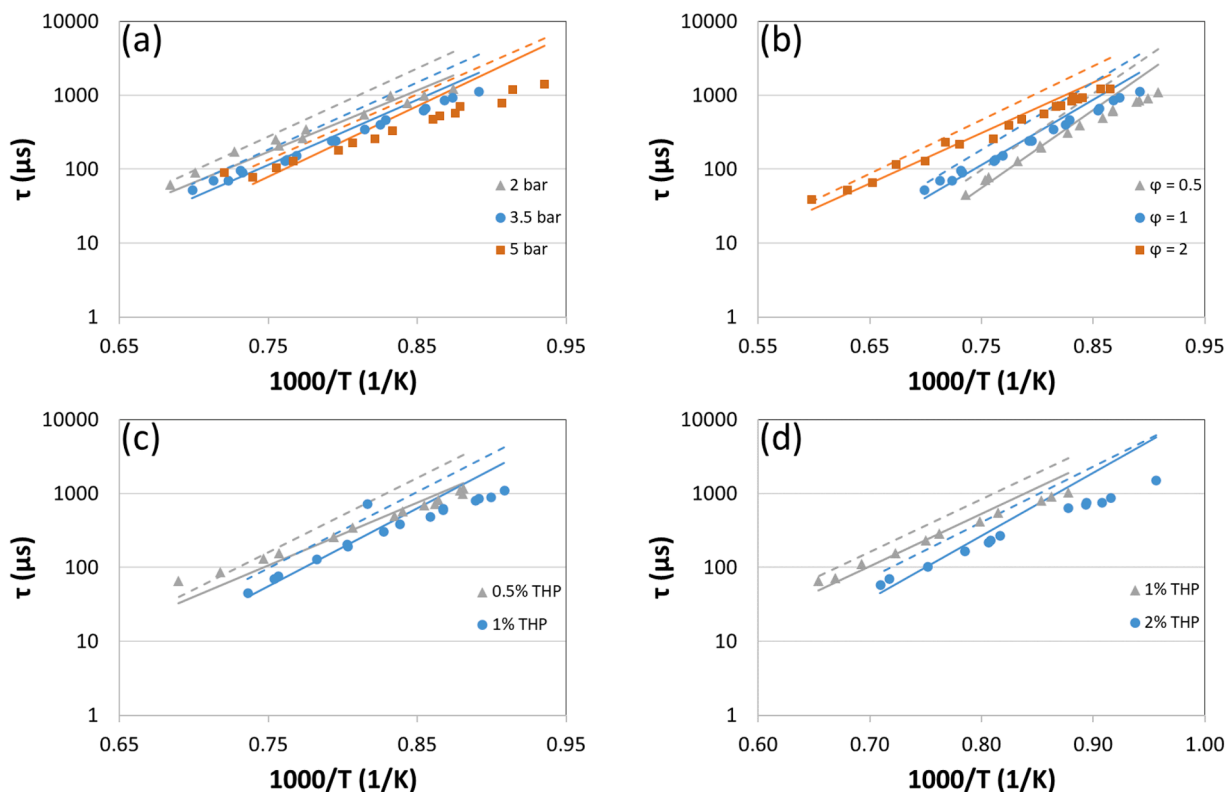 (a)
10000
1000
100
10
1
τ (µs)
2 bar
3.5 bar
5 bar
0.65 0.75 0.85 0.95
1000/T (1/K)
(b)
10000
1000
100
10
1
τ (µs)
φ = 0.5
φ = 1
φ = 2
0.55 0.65 0.75 0.85 0.95
1000/T (1/K)
(c)
10000
1000
100
10
1
τ (µs)
0.5% THP
1% THP
0.65 0.75 0.85 0.95
1000/T (1/K)
(d)
10000
1000
100
10
1
τ (µs)
1% THP
2% THP
0.60 0.70 0.80 0.90 1.00
1000/T (1/K)